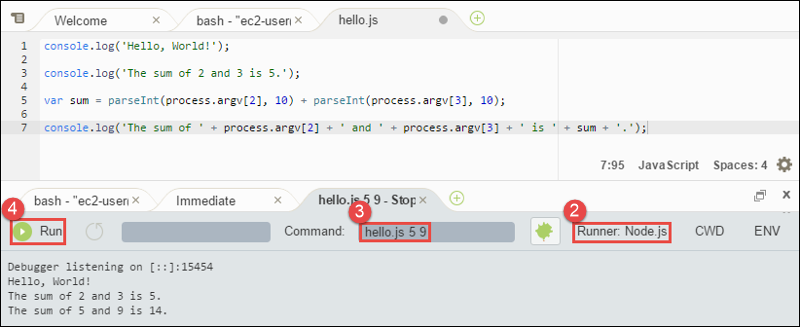 Welcome bash - "ec2-user hello.js
1 console.log('Hello, World!');
2
3 console.log('The sum of 2 and 3 is 5.');
4
5 var sum = parseInt(process.argv[2], 10) + parseInt(process.argv[3], 10);
6
7 console.log('The sum of ' + process.argv[2] + ' and ' + process.argv[3] + ' is ' + sum + '.');
7:95 JavaScript Spaces: 4
bash - "ec2-user Immediate hello.js 5 9 - Stop
4 Run Command: 3 hello.js 5 9 2 Runner: Node.js CWD ENV
Debugger listening on [::]:15454
Hello, World!
The sum of 2 and 3 is 5.
The sum of 5 and 9 is 14.